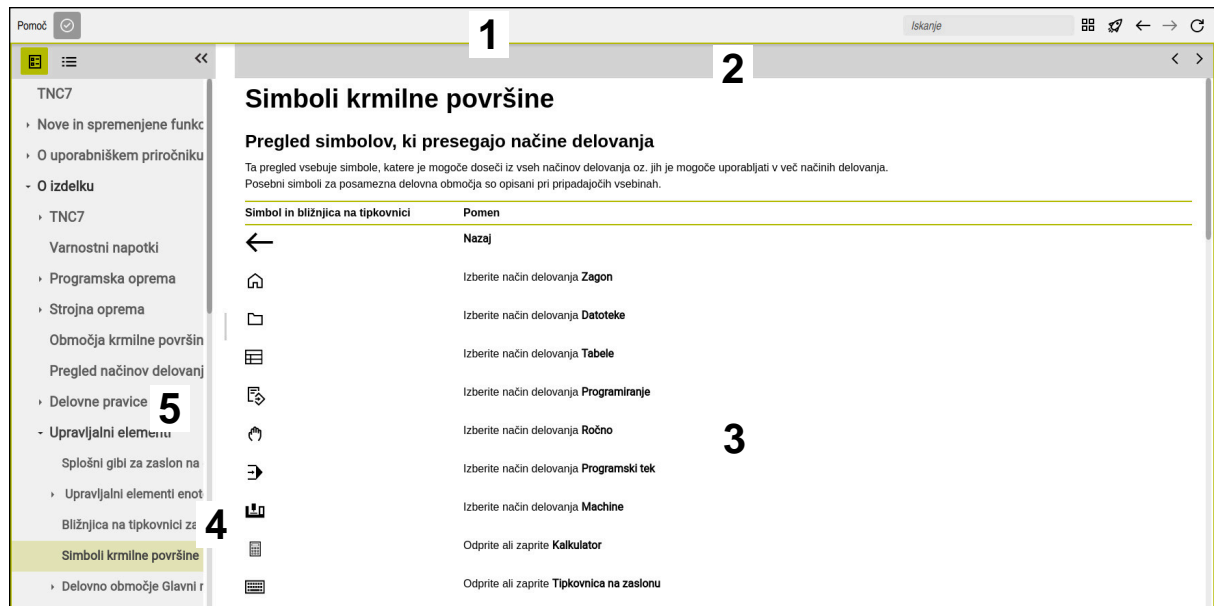 Pomoč
Iskanje
1
2
TNC7
Nove in spremenjene funkc
O uporabniškem priročniku
O izdelku
TNC7
Varnostni napotki
Programska oprema
Strojna oprema
Območja krmilne površin
Pregled načinov delovanj
Delovne pravice
5
Upravljalni elementi
Splošni gibi za zaslon na
Upravljalni elementi enot
Bližnjica na tipkovnici za
4
Simboli krmilne površine
Delovno območje Glavni r
Simboli krmilne površine
Pregled simbolov, ki presegajo načine delovanja
Ta pregled vsebuje simbole, katere je mogoče doseči iz vseh načinov delovanja oz. jih je mogoče uporabljati v več načinih delovanja.
Posebni simboli za posamezna delovna območja so opisani pri pripadajočih vsebinah.
Simbol in bližnjica na tipkovnici Pomen
Nazaj
Izberite način delovanja Zagon
Izberite način delovanja Datoteke
Izberite način delovanja Tabele
Izberite način delovanja Programiranje
Izberite način delovanja Ročno
3
Izberite način delovanja Programski tek
Izberite način delovanja Machine
Odprite ali zaprite Kalkulator
Odprite ali zaprite Tipkovnica na zaslonu